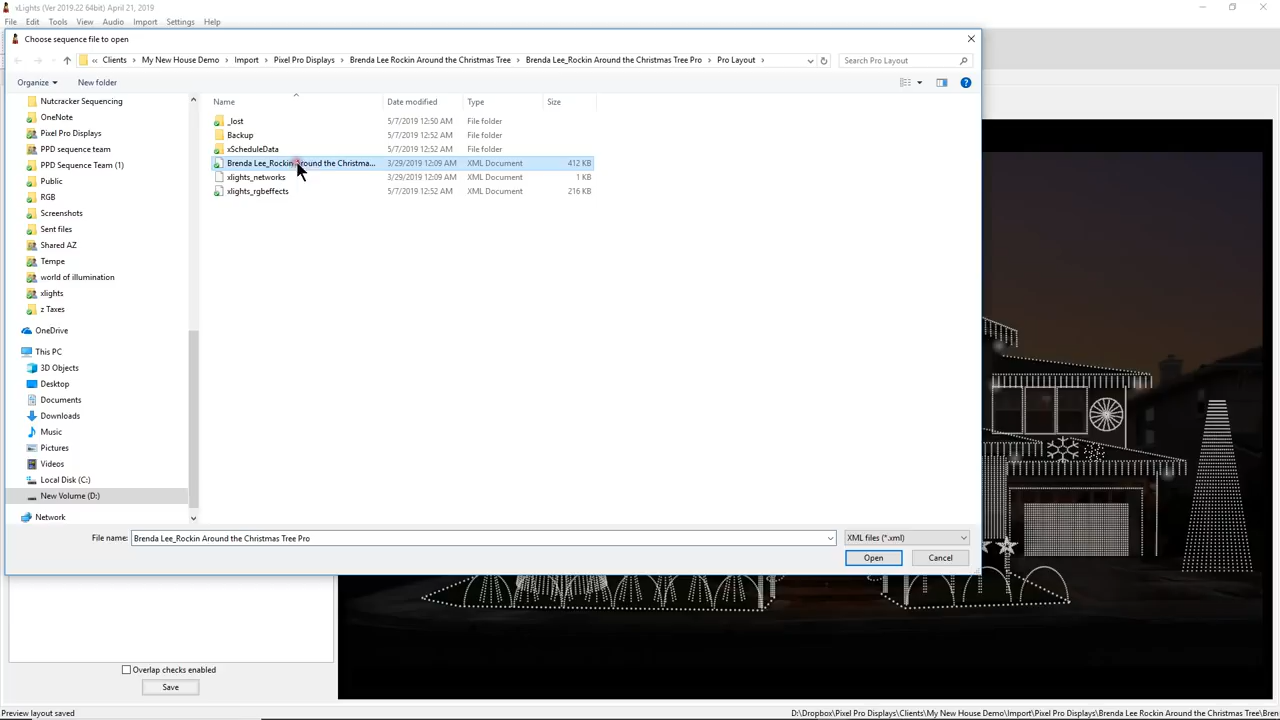 xLights (Ver 2019.22 64bit) April 21, 2019
File Edit Tools View Audio Import Settings Help
Choose sequence file to open
« Clients > My New House Demo > Import > Pixel Pro Displays > Brenda Lee Rockin Around the Christmas Tree > Brenda Lee_Rockin Around the Christmas Tree Pro > Pro Layout >
Search Pro Layout
Organize New folder
Name Date modified Type Size
_lost 5/7/2019 12:50 AM File folder
Backup 5/7/2019 12:52 AM File folder
xScheduleData 5/7/2019 12:52 AM File folder
Brenda Lee_Rockin Around the Christma... 3/29/2019 12:09 AM XML Document 412 KB
xlights_networks 3/29/2019 12:09 AM XML Document 1 KB
xlights_rgbeffects 5/7/2019 12:52 AM XML Document 216 KB
Nutcracker Sequencing
OneNote
Pixel Pro Displays
PPD sequence team
PPD Sequence Team (1)
Public
RGB
Screenshots
Sent files
Shared AZ
Tempe
world of illumination
xlights
z Taxes
OneDrive
This PC
3D Objects
Desktop
Documents
Downloads
Music
Pictures
Videos
Local Disk (C:)
New Volume (D:)
Network
File name: Brenda Lee_Rockin Around the Christmas Tree Pro
XML files (*.xml)
Open Cancel
Overlap checks enabled
Save
Preview layout saved
D:\Dropbox\Pixel Pro Displays\Clients\My New House Demo\Import\Pixel Pro Displays\Brenda Lee Rockin Around the Christmas Tree\Bren